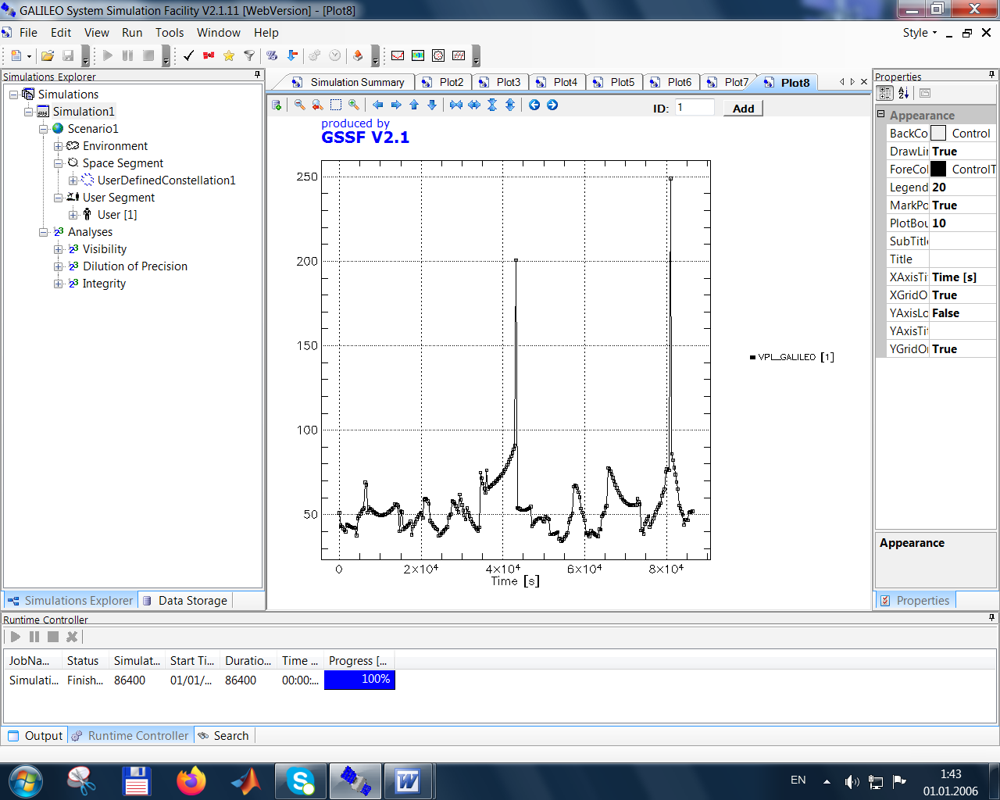 GALILEO System Simulation Facility V2.1.11 [WebVersion] - [Plot8]
File Edit View Run Tools Window Help Style
Simulations Explorer
Simulations
Simulation1
Scenario1
Environment
Space Segment
UserDefinedConstellation1
User Segment
User [1]
Analyses
Visibility
Dilution of Precision
Integrity
Simulations Explorer Data Storage
Simulation Summary Plot2 Plot3 Plot4 Plot5 Plot6 Plot7 Plot8
ID: 1 Add
produced by
GSSF V2.1
250
200
150
100
50
0 2×10⁴ 4×10⁴ 6×10⁴ 8×10⁴
Time [s]
VPL_GALILEO [1]
Properties
Appearance
BackCo Control
DrawLi True
ForeCol ControlT
Legend 20
MarkPo True
PlotBou 10
SubTitl
Title
XAxisTi Time [s]
XGridO True
YAxisLo False
YAxisTit
YGridOr True
Appearance
Properties
Runtime Controller
JobNa... Status Simulat... Start Ti... Duratio... Time ... Progress [...
Simulati... Finish... 86400 01/01/... 86400 00:00:... 100%
Output Runtime Controller Search
EN
1:43
01.01.2006